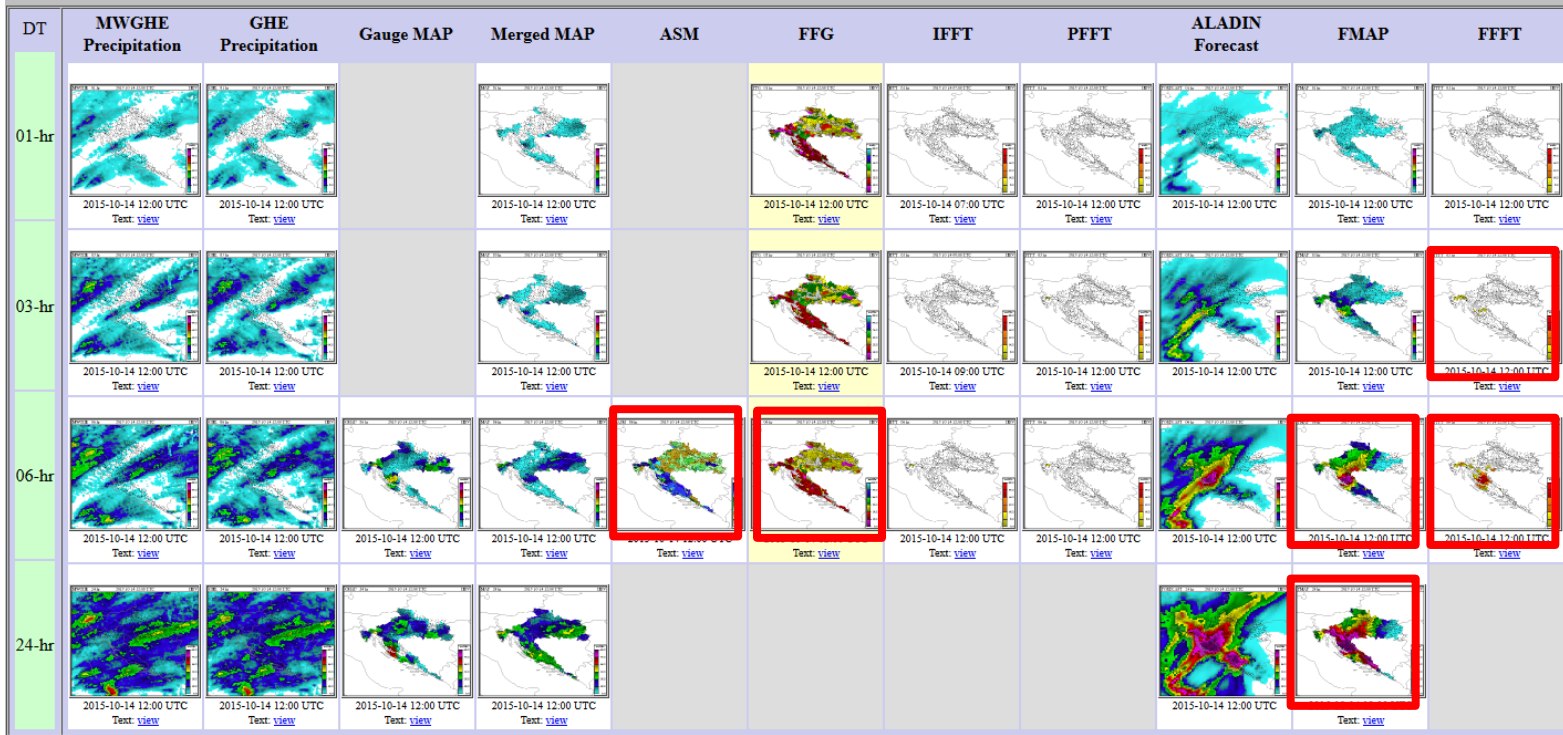 DT MWGHE Precipitation GHE Precipitation Gauge MAP Merged MAP ASM FFG IFFT PFFT ALADIN Forecast FMAP FFFT
01-hr
2015-10-14 12:00 UTC 2015-10-14 12:00 UTC 2015-10-14 12:00 UTC 2015-10-14 12:00 UTC 2015-10-14 07:00 UTC 2015-10-14 12:00 UTC 2015-10-14 12:00 UTC 2015-10-14 12:00 UTC 2015-10-14 12:00 UTC
Text: view Text: view Text: view Text: view Text: view Text: view Text: view Text: view
03-hr
2015-10-14 12:00 UTC 2015-10-14 12:00 UTC 2015-10-14 12:00 UTC 2015-10-14 12:00 UTC 2015-10-14 09:00 UTC 2015-10-14 12:00 UTC 2015-10-14 12:00 UTC 2015-10-14 12:00 UTC 2015-10-14 12:00 UTC
Text: view Text: view Text: view Text: view Text: view Text: view Text: view Text: view
06-hr
2015-10-14 12:00 UTC 2015-10-14 12:00 UTC 2015-10-14 12:00 UTC 2015-10-14 12:00 UTC 2015-10-14 12:00 UTC 2015-10-14 12:00 UTC 2015-10-14 12:00 UTC 2015-10-14 12:00 UTC 2015-10-14 12:00 UTC
Text: view Text: view Text: view Text: view Text: view Text: view Text: view Text: view Text: view Text: view
24-hr
2015-10-14 12:00 UTC 2015-10-14 12:00 UTC 2015-10-14 12:00 UTC 2015-10-14 12:00 UTC 2015-10-14 12:00 UTC
Text: view Text: view Text: view Text: view Text: view